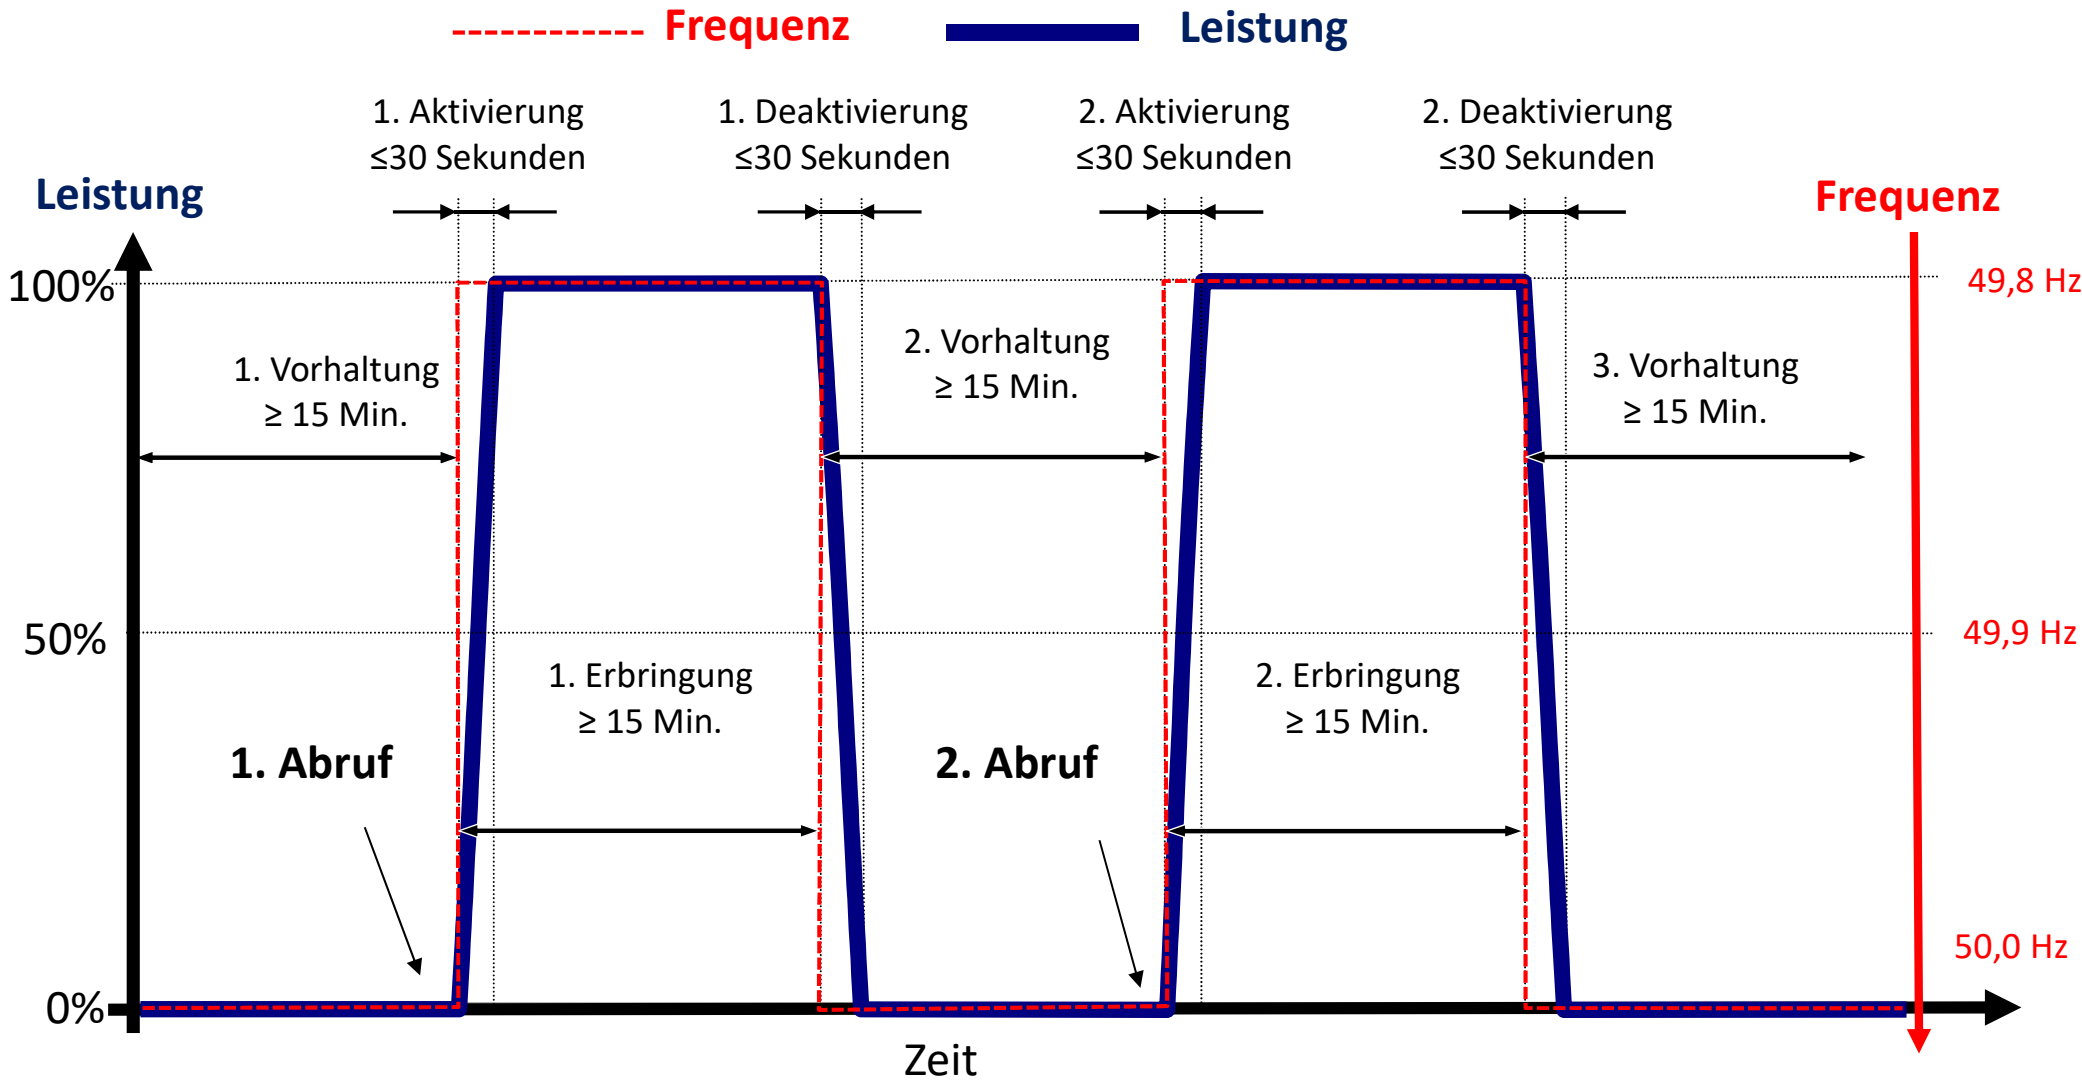 Frequenz
Leistung
1. Aktivierung
≤30 Sekunden
1. Deaktivierung
≤30 Sekunden
2. Aktivierung
≤30 Sekunden
2. Deaktivierung
≤30 Sekunden
Leistung
Frequenz
100%
49,8 Hz
1. Vorhaltung
≥ 15 Min.
2. Vorhaltung
≥ 15 Min.
3. Vorhaltung
≥ 15 Min.
50%
49,9 Hz
1. Erbringung
≥ 15 Min.
2. Erbringung
≥ 15 Min.
1. Abruf
2. Abruf
50,0 Hz
0%
Zeit